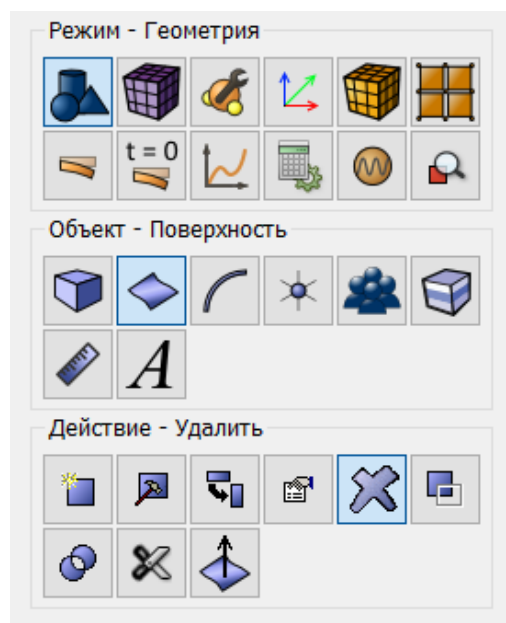 Режим - Геометрия
t = 0
Объект - Поверхность
A
Действие - Удалить